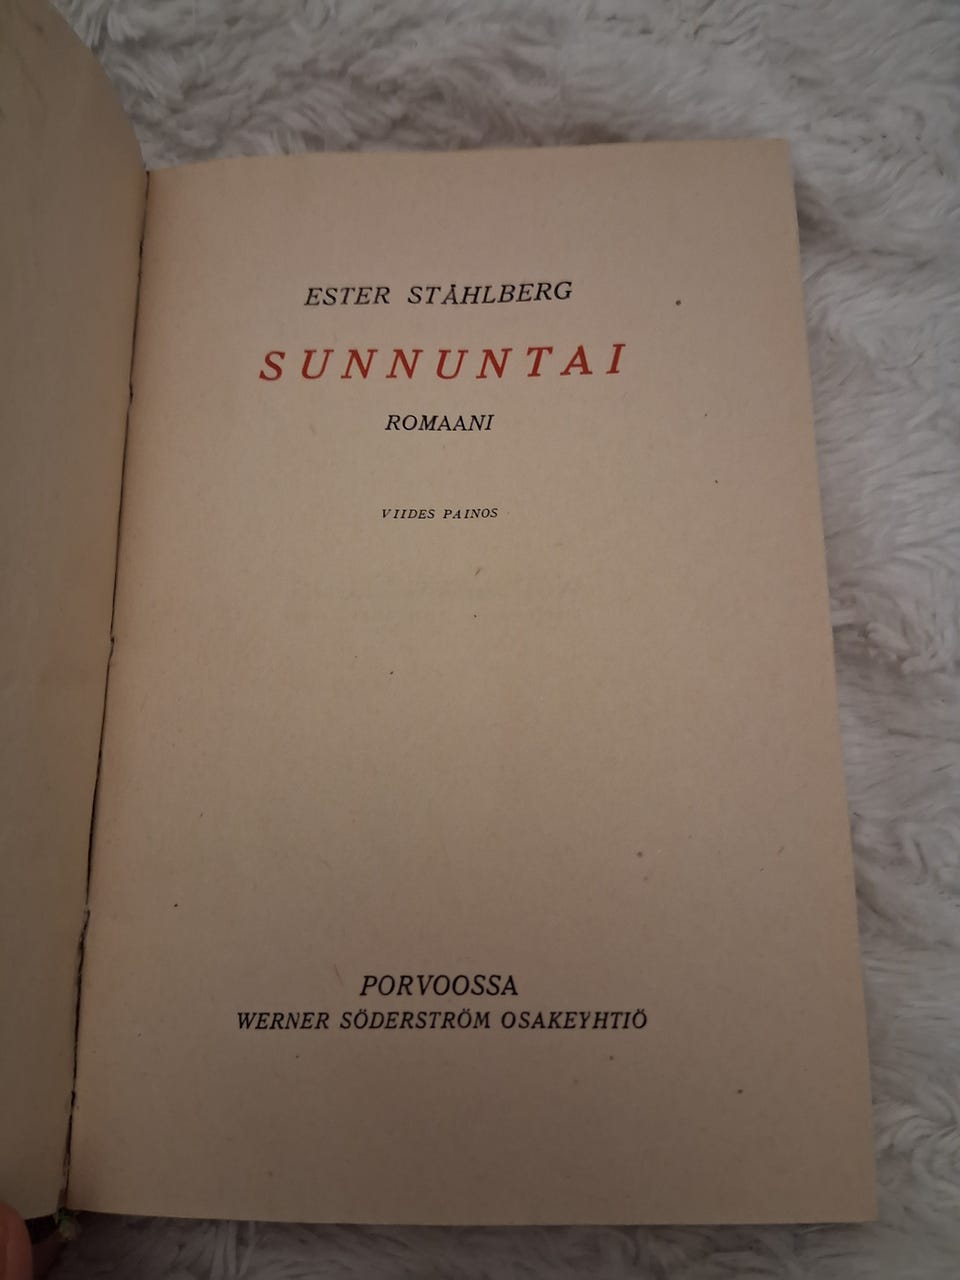 ESTER STÅHLBERG
SUNNUNTAI
ROMAANI
VIIDES PAINOS
PORVOOSSA
WERNER SÖDERSTRÖM OSAKEYHTIÖ